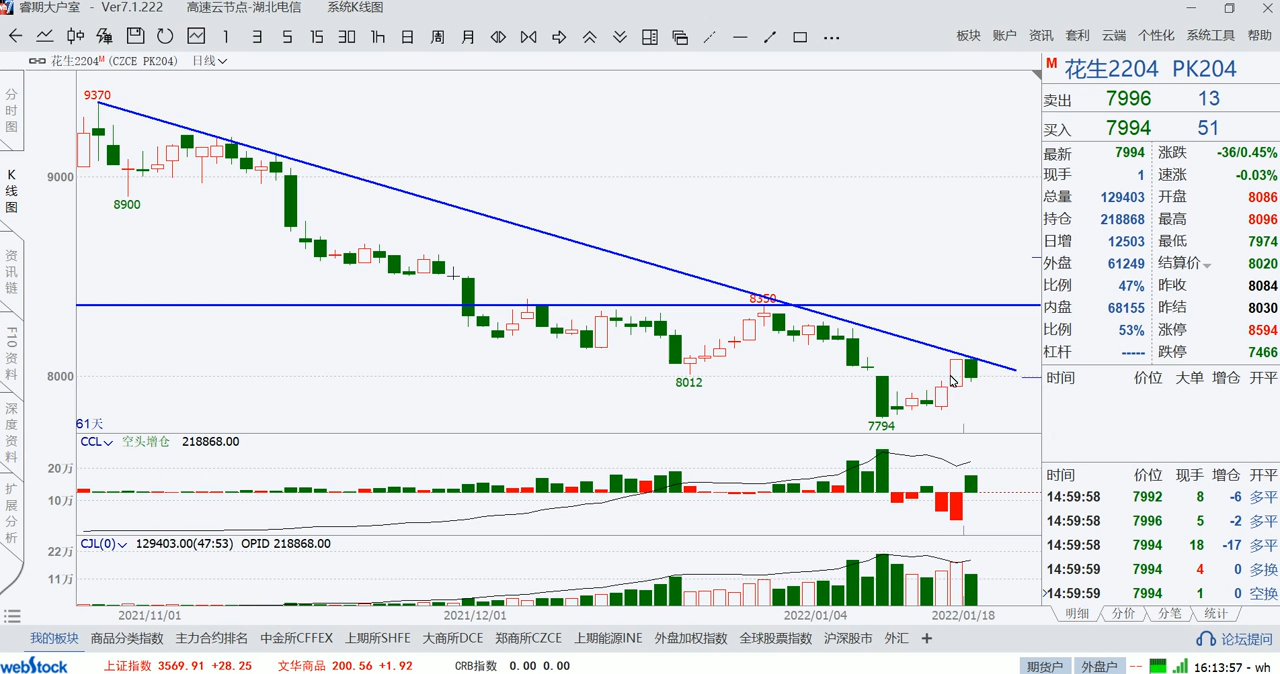 睿期大户室 - Ver7.1.222 高速云节点-湖北电信 系统K线图
1 3 5 15 30 1h 日 周 月
板块 账户 资讯 套利 云端 个性化 系统工具 帮助
花生2204M (CZCE PK204) 日线
分时图
K线图
资讯链
F10资料
深度资料
扩展分析
9370
9000
8900
8350
8012
8000
7794
61天
CCL 空头增仓 218868.00
20万
10万
CJL(0) 129403.00(47:53) OPID 218868.00
22万
11万
2021/11/01 2021/12/01 2022/01/04 2022/01/18
M 花生2204 PK204
卖出 7996 13
买入 7994 51
最新 7994 涨跌 -36/0.45%
现手 1 速涨 -0.03%
总量 129403 开盘 8086
持仓 218868 最高 8096
日增 12503 最低 7974
外盘 61249 结算价 8020
比例 47% 昨收 8084
内盘 68155 昨结 8030
比例 53% 涨停 8594
杠杆 ----- 跌停 7466
时间 价位 大单 增仓 开平
时间 价位 现手 增仓 开平
14:59:58 7992 8 -6 多平
14:59:58 7996 5 -2 多平
14:59:58 7994 18 -17 多平
14:59:59 7994 4 0 多换
14:59:59 7994 1 0 空换
明细 分价 分笔 统计
我的板块 商品分类指数 主力合约排名 中金所CFFEX 上期所SHFE 大商所DCE 郑商所CZCE 上期能源INE 外盘加权指数 全球股票指数 沪深股市 外汇 + 论坛提问
webStock 上证指数 3569.91 +28.25 文华商品 200.56 +1.92 CRB指数 0.00 0.00 期货户 外盘户 -- 16:13:57 - wh